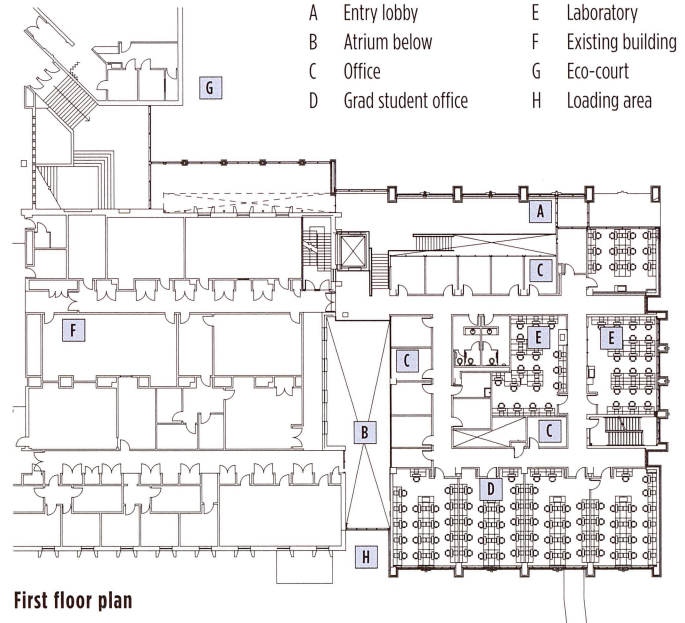 A Entry lobby
B Atrium below
C Office
D Grad student office
E Laboratory
F Existing building
G Eco-court
H Loading area
G
A
C
F
E
E
C
B
C
D
H
First floor plan